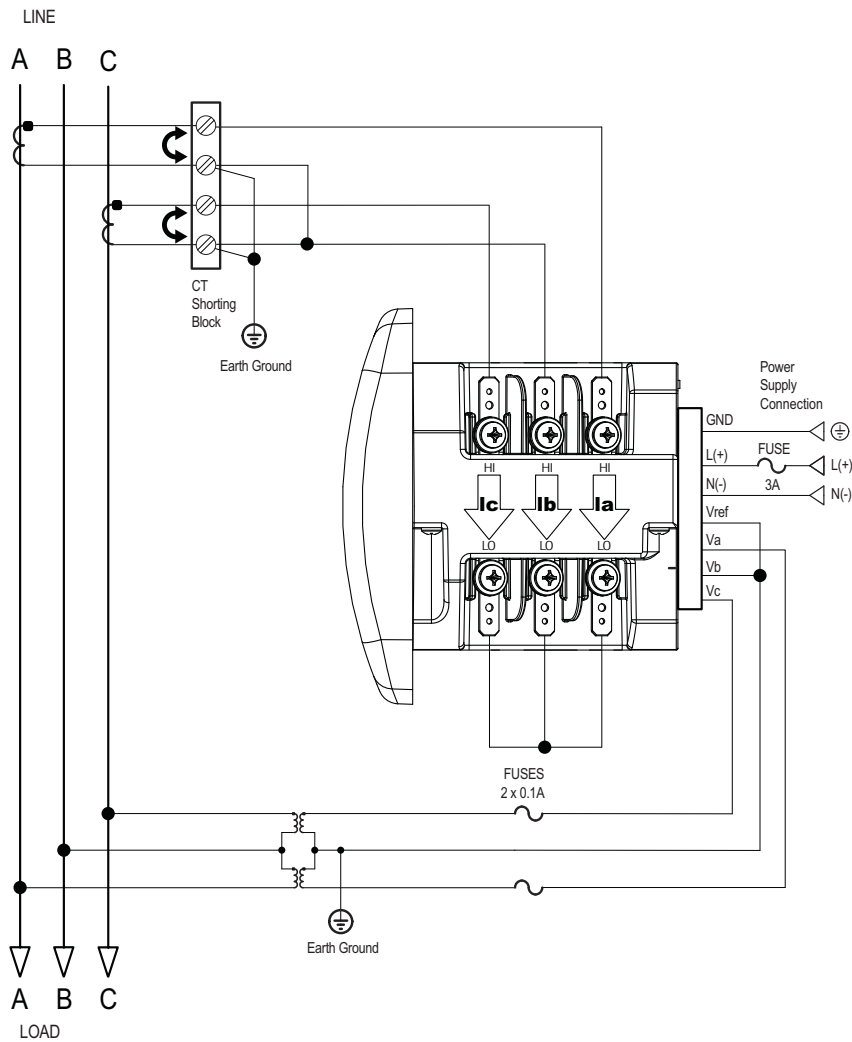 LINE
A B C
CT
Shorting
Block
Earth Ground
Power
Supply
Connection
GND
L(+)
FUSE
L(+)
N(-)
3A
N(-)
Vref
Va
Vb
Vc
HI HI HI
Ic Ib Ia
LO LO LO
FUSES
2 x 0.1A
Earth Ground
A B C
LOAD